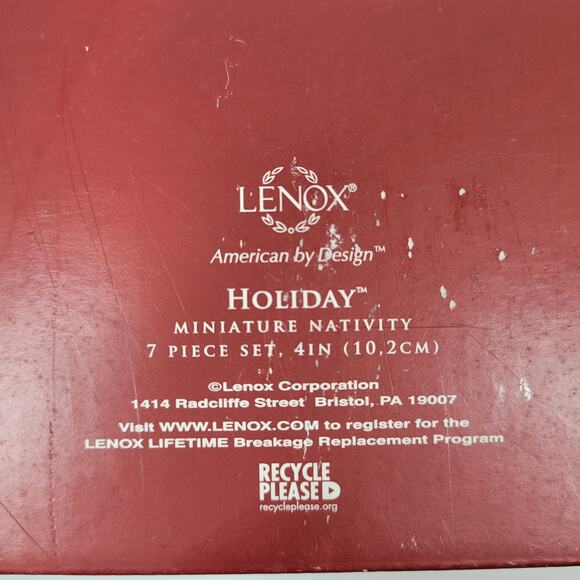 LENOX®
American by Design™
HOLIDAY™
MINIATURE NATIVITY
7 PIECE SET, 4IN (10,2CM)
©Lenox Corporation
1414 Radcliffe Street Bristol, PA 19007
Visit WWW.LENOX.COM to register for the
LENOX LIFETIME Breakage Replacement Program
RECYCLE
PLEASE
recycleplease.org